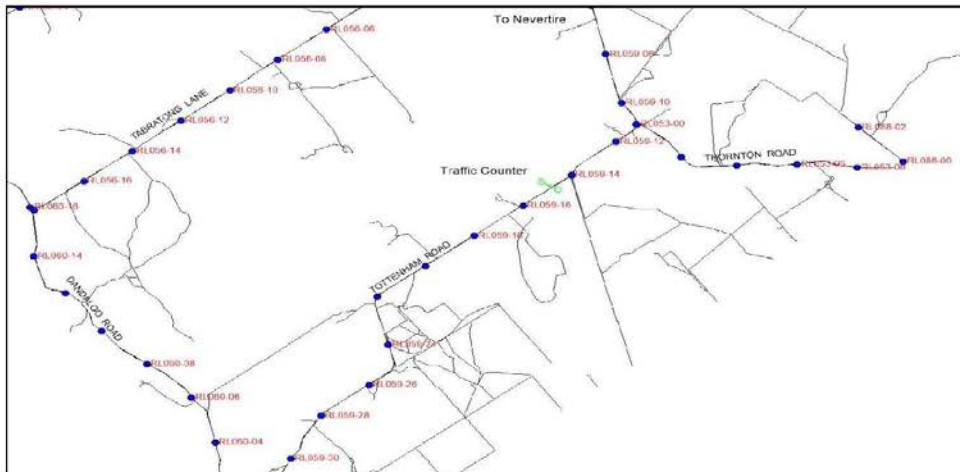 To Nevertire
RL056-06
RL059-08
RL056-08
RL056-10
RL059-10
TABRATONG LANE
RL056-12
RL053-00
RL088-02
RL059-12
RL056-14
THORNTON ROAD
RL088-00
Traffic Counter
RL059-14
RL056-16
RL059-16
TOTTENHAM ROAD
RL060-14
DANDALOO ROAD
RL059-26
RL060-06
RL059-28
RL060-04
RL059-30